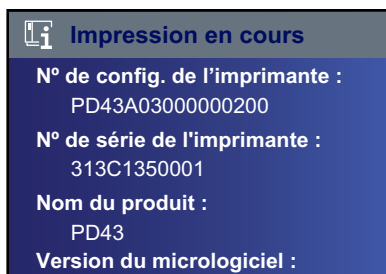 Impression en cours
Nº de config. de l’imprimante :
PD43A03000000200
Nº de série de l'imprimante :
313C1350001
Nom du produit :
PD43
Version du micrologiciel :